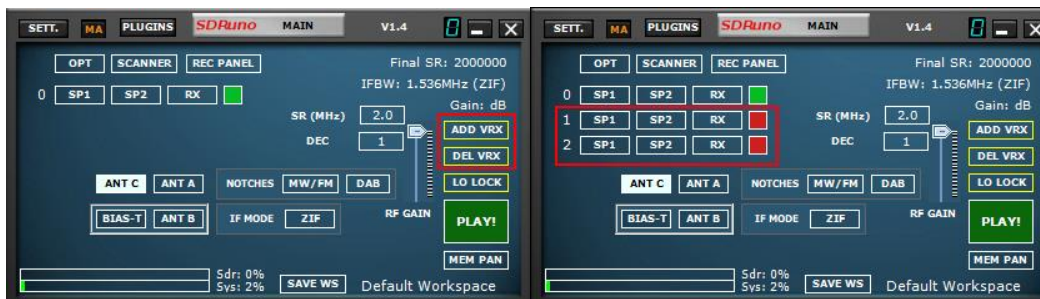 SETT. MA PLUGINS SDRuno MAIN V1.4 0
OPT SCANNER REC PANEL Final SR: 2000000
IFBW: 1.536MHz (ZIF)
0 SP1 SP2 RX Gain: dB
SR (MHz) 2.0 ADD VRX
DEC 1 DEL VRX
ANT C ANT A NOTCHES MW/FM DAB LO LOCK
BIAS-T ANT B IF MODE ZIF RF GAIN PLAY!
MEM PAN
Sdr: 0%
Sys: 2% SAVE WS Default Workspace
SETT. MA PLUGINS SDRuno MAIN V1.4 0
OPT SCANNER REC PANEL Final SR: 2000000
IFBW: 1.536MHz (ZIF)
0 SP1 SP2 RX Gain: dB
1 SP1 SP2 RX SR (MHz) 2.0 ADD VRX
2 SP1 SP2 RX DEC 1 DEL VRX
ANT C ANT A NOTCHES MW/FM DAB LO LOCK
BIAS-T ANT B IF MODE ZIF RF GAIN PLAY!
MEM PAN
Sdr: 0%
Sys: 2% SAVE WS Default Workspace